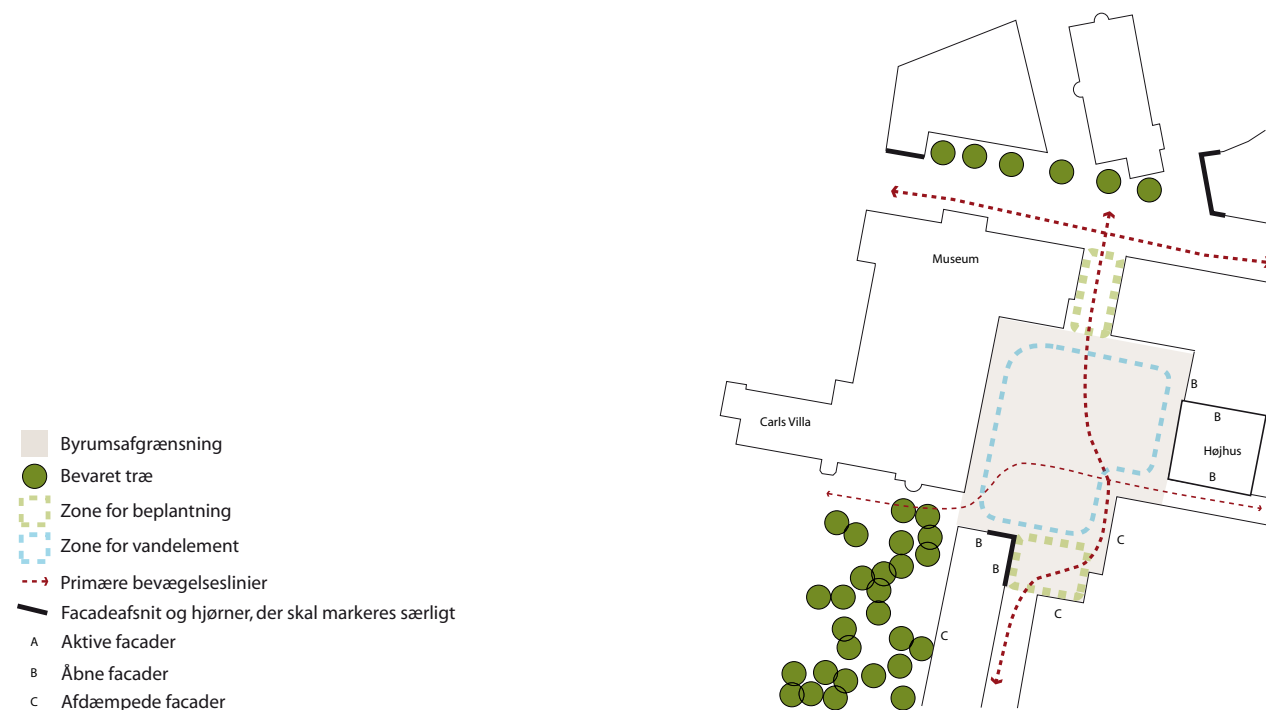 Museum
B
B
Carls Villa
Højhus
B
B
C
B
C
C
Byrumsafgrænsning
Bevaret træ
Zone for beplantning
Zone for vandelement
Primære bevægelseslinier
Facadeafsnit og hjørner, der skal markeres særligt
A Aktive facader
B Åbne facader
C Afdæmpede facader